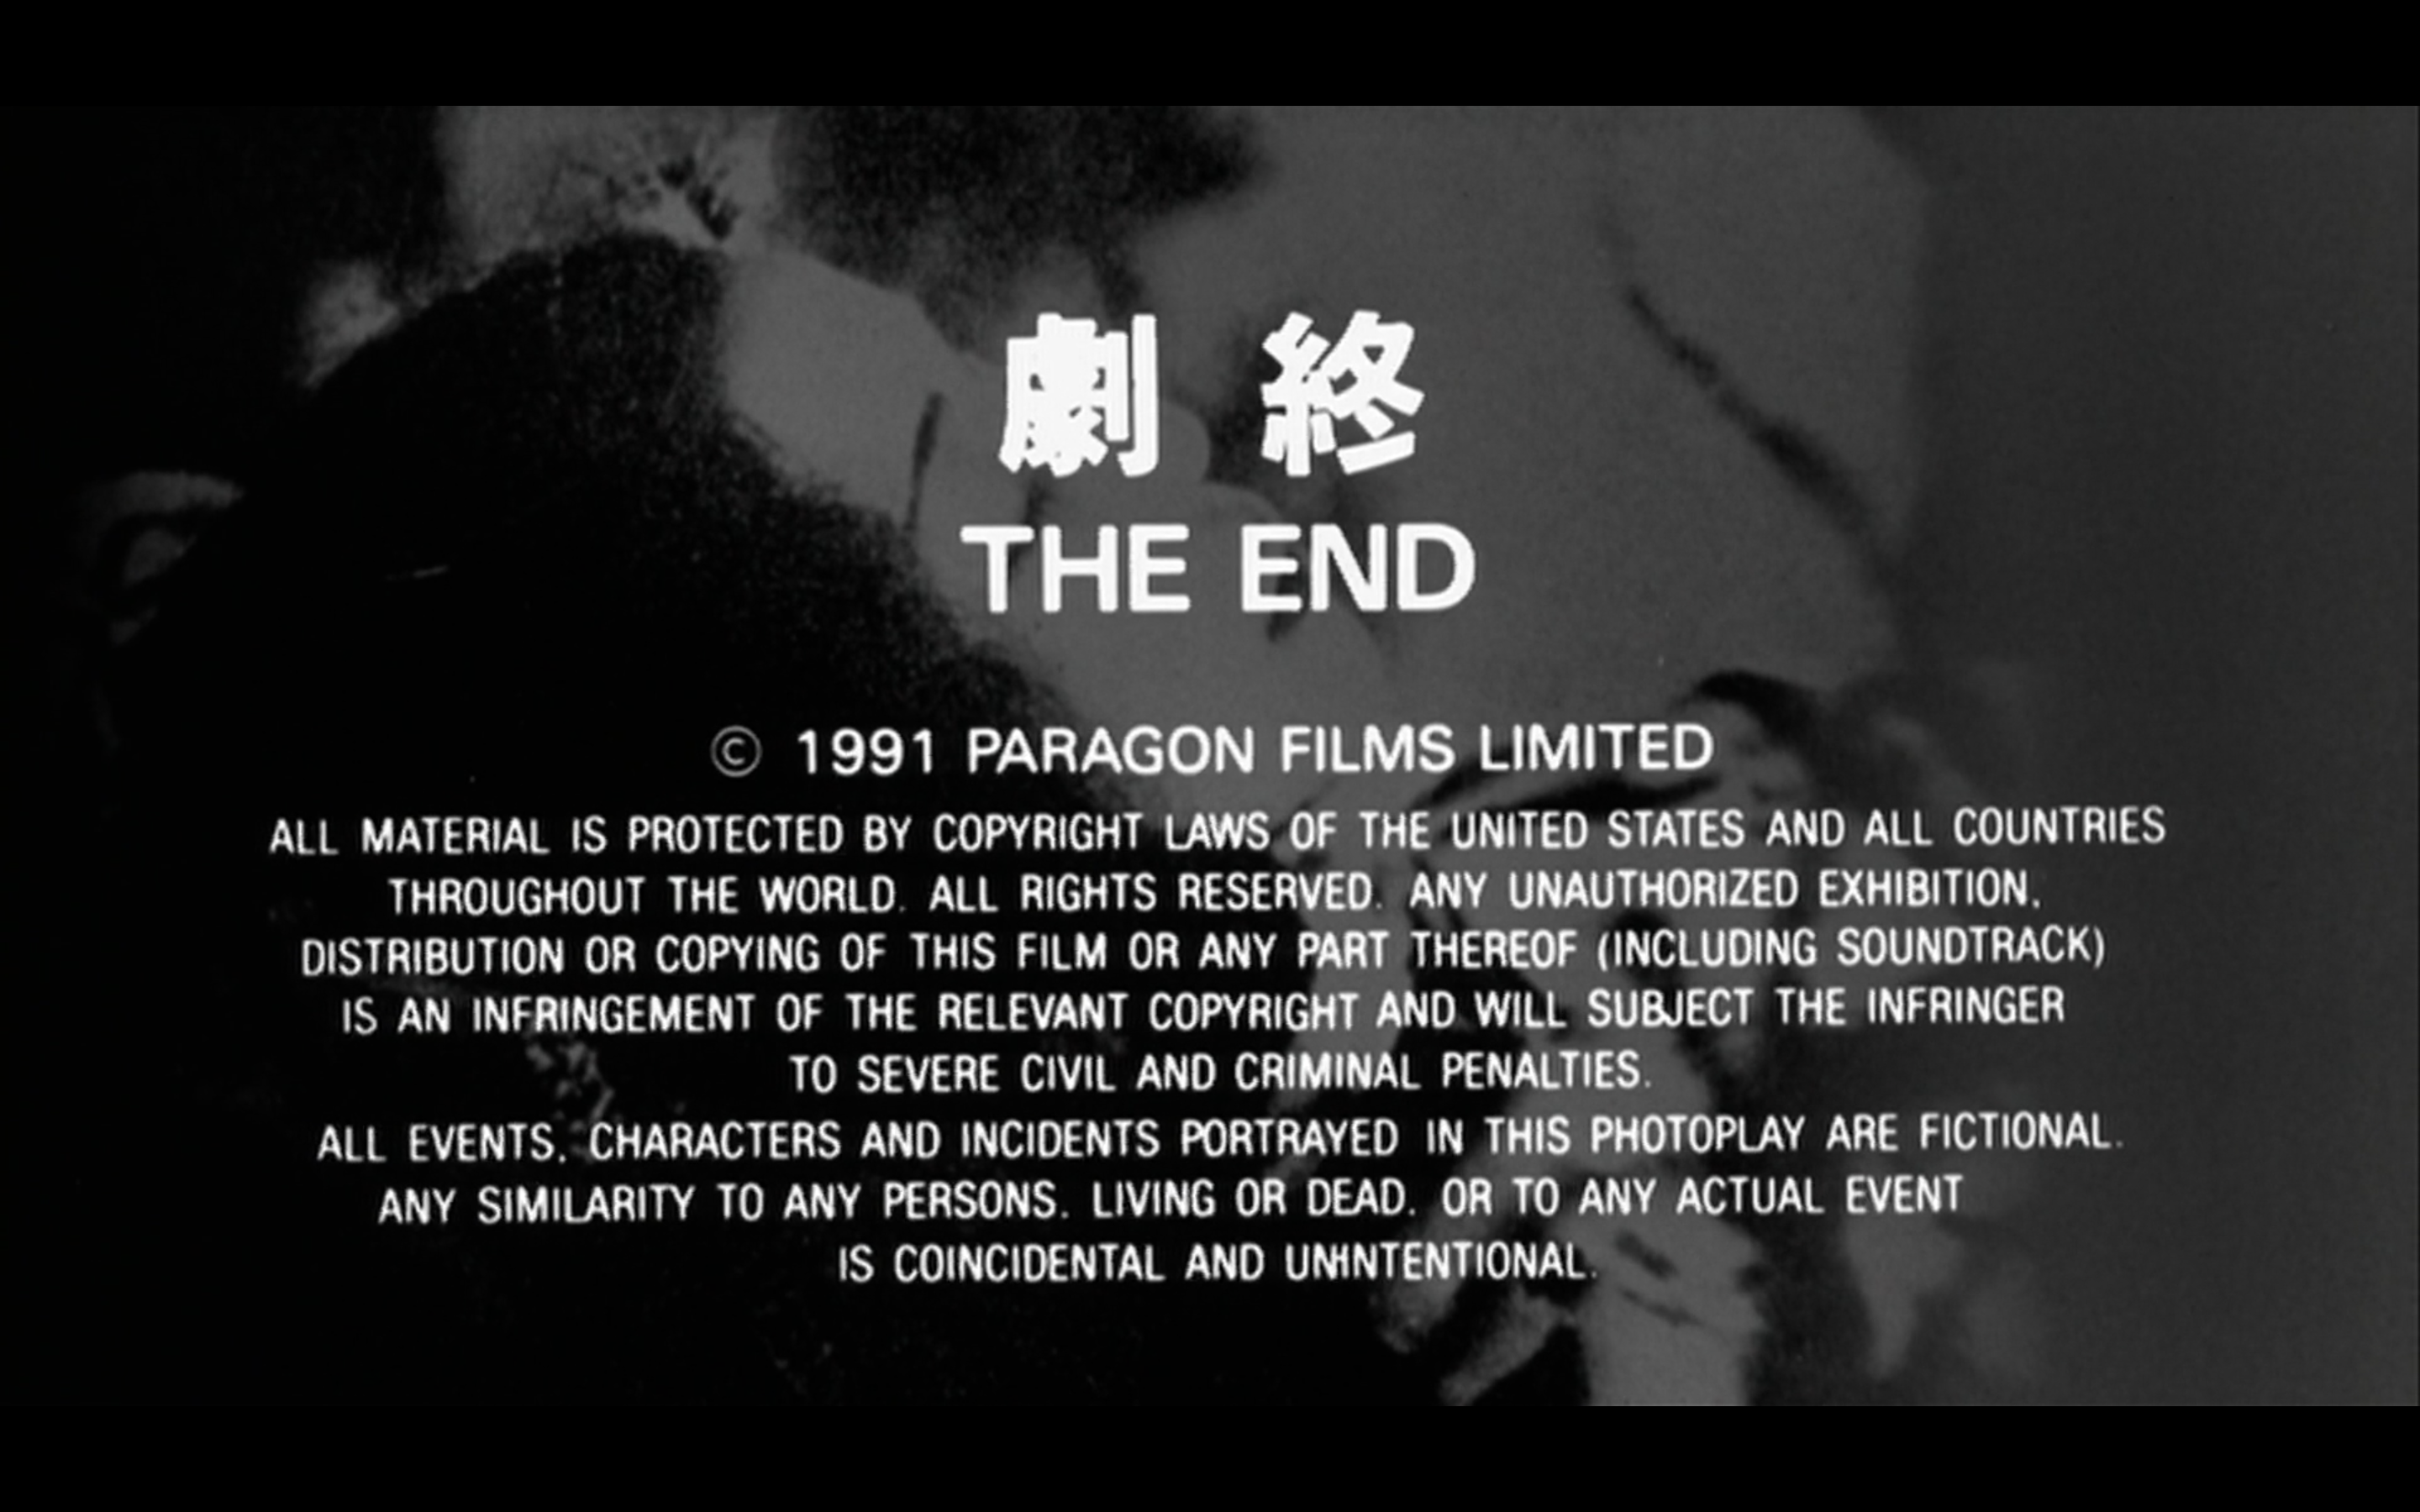 劇終
THE END
© 1991 PARAGON FILMS LIMITED
ALL MATERIAL IS PROTECTED BY COPYRIGHT LAWS OF THE UNITED STATES AND ALL COUNTRIES
THROUGHOUT THE WORLD. ALL RIGHTS RESERVED. ANY UNAUTHORIZED EXHIBITION,
DISTRIBUTION OR COPYING OF THIS FILM OR ANY PART THEREOF (INCLUDING SOUNDTRACK)
IS AN INFRINGEMENT OF THE RELEVANT COPYRIGHT AND WILL SUBJECT THE INFRINGER
TO SEVERE CIVIL AND CRIMINAL PENALTIES.
ALL EVENTS, CHARACTERS AND INCIDENTS PORTRAYED IN THIS PHOTOPLAY ARE FICTIONAL.
ANY SIMILARITY TO ANY PERSONS, LIVING OR DEAD, OR TO ANY ACTUAL EVENT
IS COINCIDENTAL AND UNINTENTIONAL.